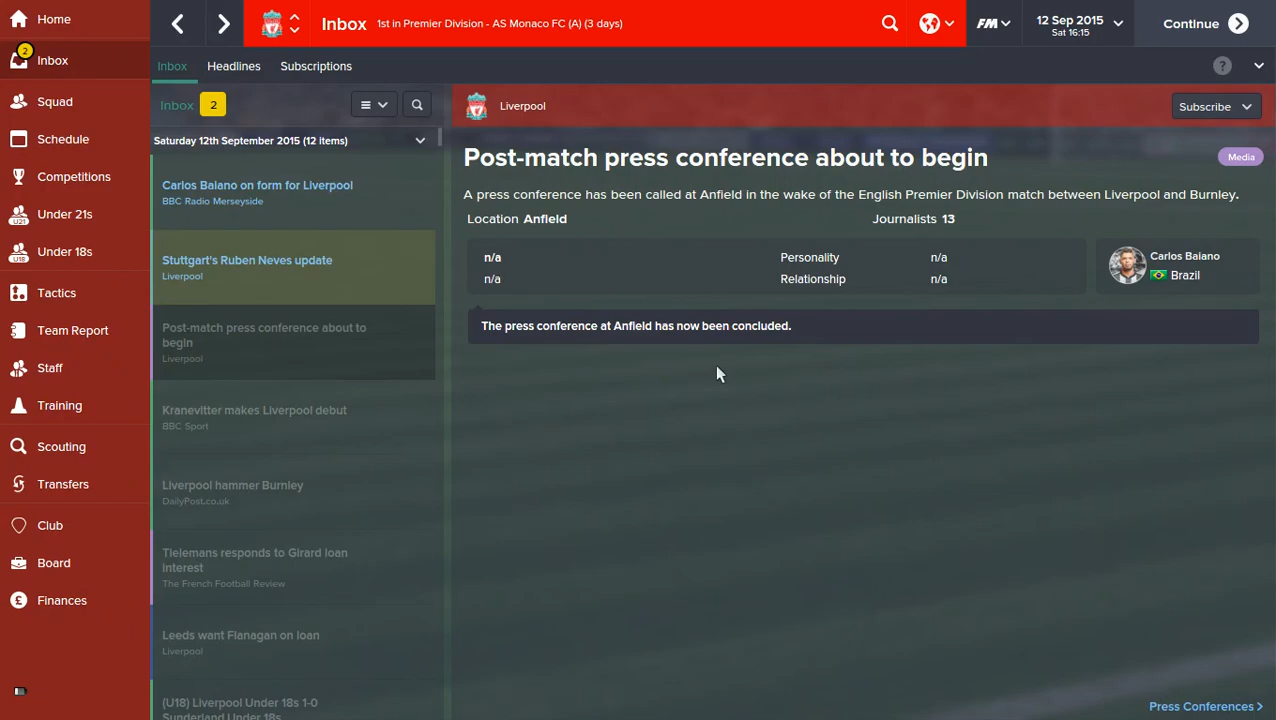 Home
2
Inbox
Squad
Schedule
Competitions
U21
Under 21s
U18
Under 18s
Tactics
Team Report
Staff
Training
Scouting
Transfers
Club
Board
Finances
Inbox
1st in Premier Division - AS Monaco FC (A) (3 days)
FM
12 Sep 2015
Sat 16:15
Continue
Inbox
Headlines
Subscriptions
?
Inbox
2
Saturday 12th September 2015 (12 items)
Carlos Baiano on form for Liverpool
BBC Radio Merseyside
Stuttgart's Ruben Neves update
Liverpool
Post-match press conference about to
begin
Liverpool
Kranevitter makes Liverpool debut
BBC Sport
Liverpool hammer Burnley
DailyPost.co.uk
Tielemans responds to Girard loan
interest
The French Football Review
Leeds want Flanagan on loan
Liverpool
(U18) Liverpool Under 18s 1-0
Sunderland Under 18s
Liverpool
Subscribe
Post-match press conference about to begin
Media
A press conference has been called at Anfield in the wake of the English Premier Division match between Liverpool and Burnley.
Location Anfield
Journalists 13
n/a
Personality
n/a
n/a
Relationship
n/a
Carlos Baiano
Brazil
The press conference at Anfield has now been concluded.
Press Conferences >